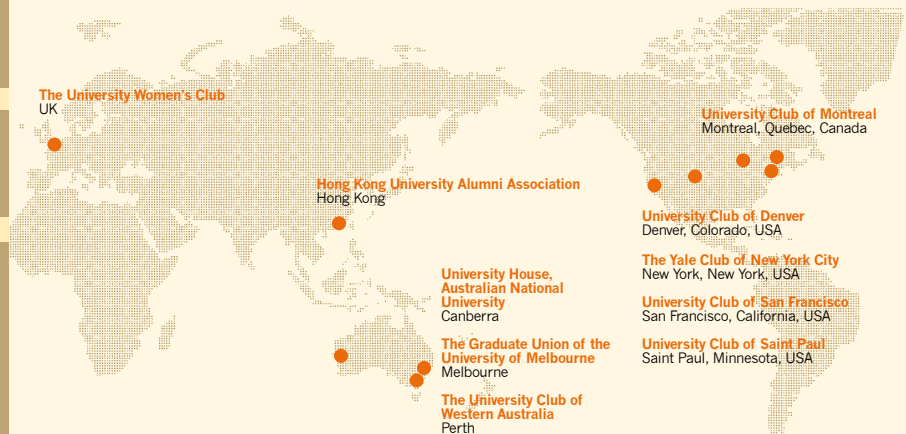 The University Women's Club
UK
University Club of Montreal
Montreal, Quebec, Canada
Hong Kong University Alumni Association
Hong Kong
University Club of Denver
Denver, Colorado, USA
The Yale Club of New York City
New York, New York, USA
University Club of San Francisco
San Francisco, California, USA
University Club of Saint Paul
Saint Paul, Minnesota, USA
University House,
Australian National
University
Canberra
The Graduate Union of the
University of Melbourne
Melbourne
The University Club of
Western Australia
Perth